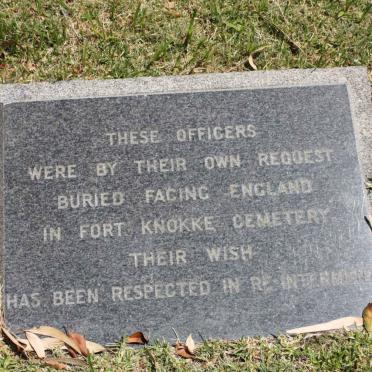 THESE OFFICERS
WERE BY THEIR OWN REQUEST
BURIED FACING ENGLAND
IN FORT KNOKKE CEMETERY
THEIR WISH
HAS BEEN RESPECTED IN RE-INTERMENT